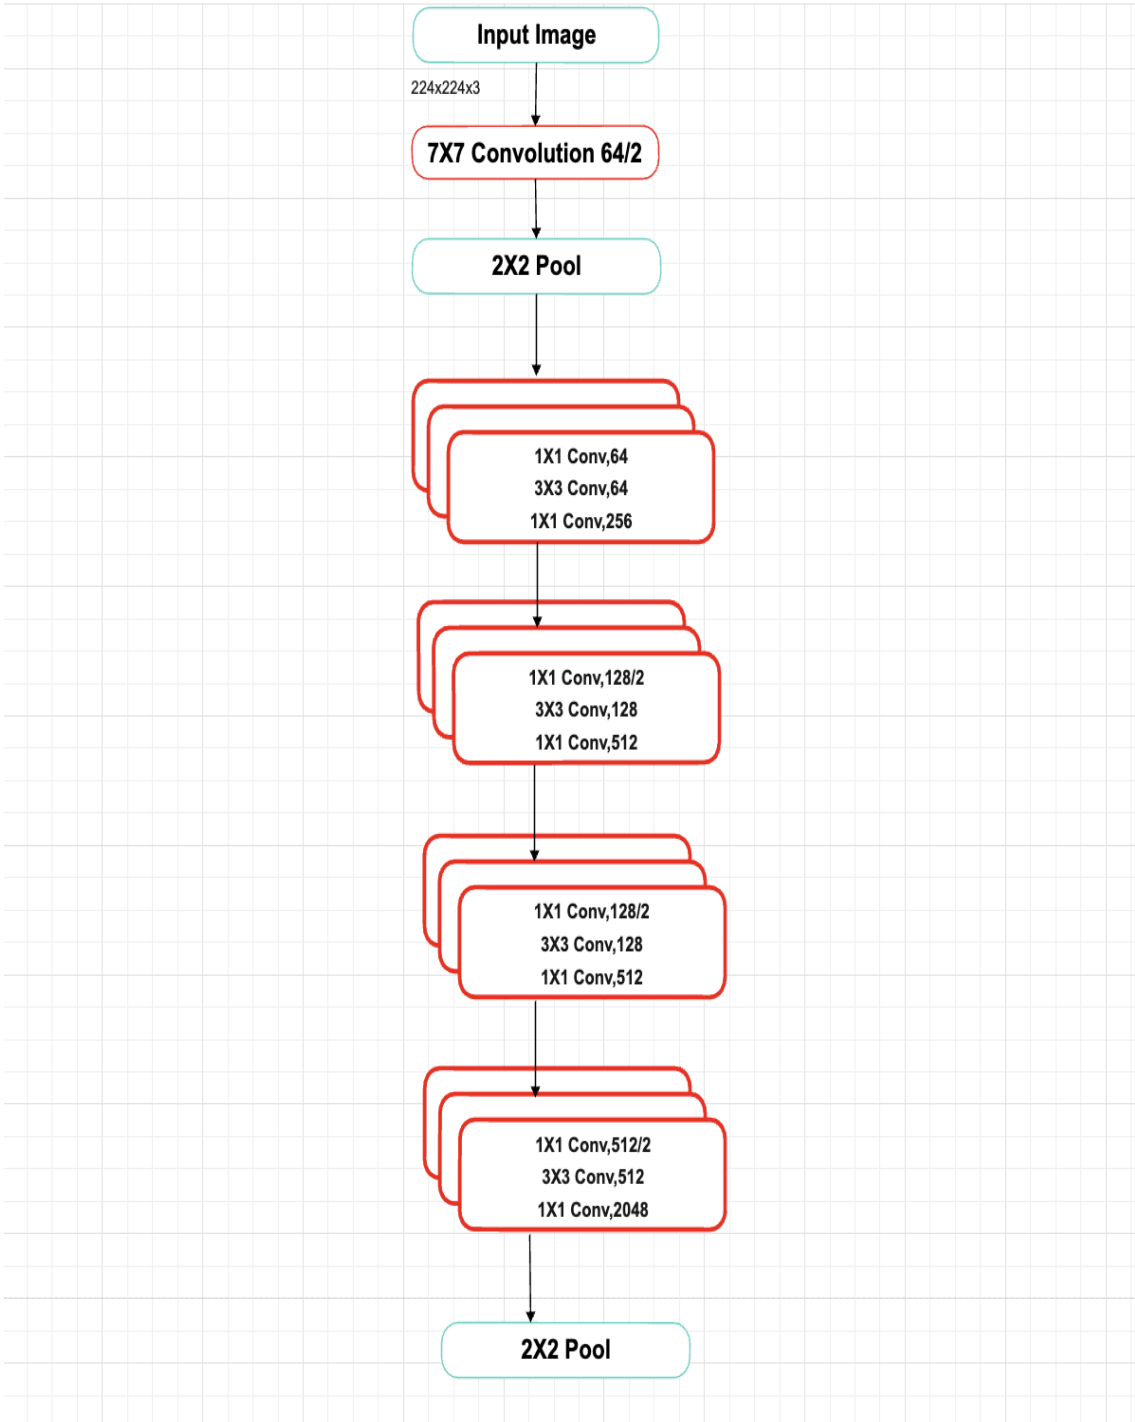 Input Image
224x224x3
7X7 Convolution 64/2
2X2 Pool
1X1 Conv,64
3X3 Conv,64
1X1 Conv,256
1X1 Conv,128/2
3X3 Conv,128
1X1 Conv,512
1X1 Conv,128/2
3X3 Conv,128
1X1 Conv,512
1X1 Conv,512/2
3X3 Conv,512
1X1 Conv,2048
2X2 Pool